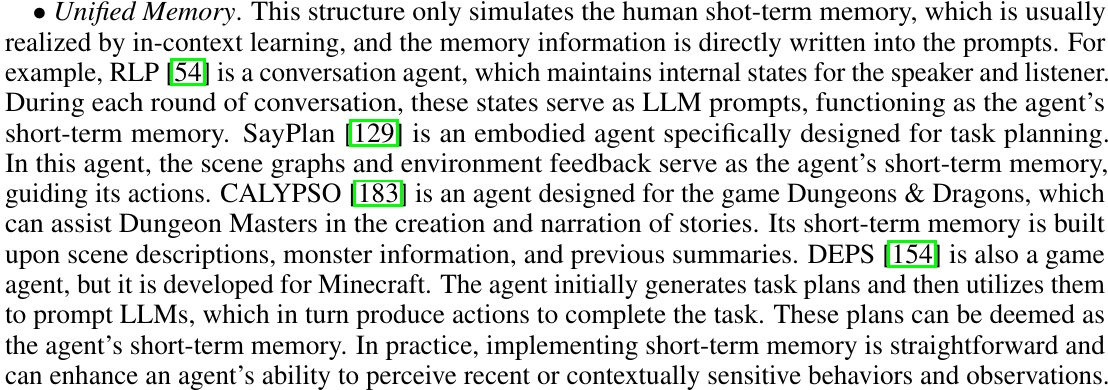 • Unified Memory. This structure only simulates the human shot-term memory, which is usually
realized by in-context learning, and the memory information is directly written into the prompts. For
example, RLP [54] is a conversation agent, which maintains internal states for the speaker and listener.
During each round of conversation, these states serve as LLM prompts, functioning as the agent's
short-term memory. SayPlan [129] is an embodied agent specifically designed for task planning.
In this agent, the scene graphs and environment feedback serve as the agent's short-term memory,
guiding its actions. CALYPSO [183] is an agent designed for the game Dungeons & Dragons, which
can assist Dungeon Masters in the creation and narration of stories. Its short-term memory is built
upon scene descriptions, monster information, and previous summaries. DEPS [154] is also a game
agent, but it is developed for Minecraft. The agent initially generates task plans and then utilizes them
to prompt LLMs, which in turn produce actions to complete the task. These plans can be deemed as
the agent's short-term memory. In practice, implementing short-term memory is straightforward and
can enhance an agent's ability to perceive recent or contextually sensitive behaviors and observations.